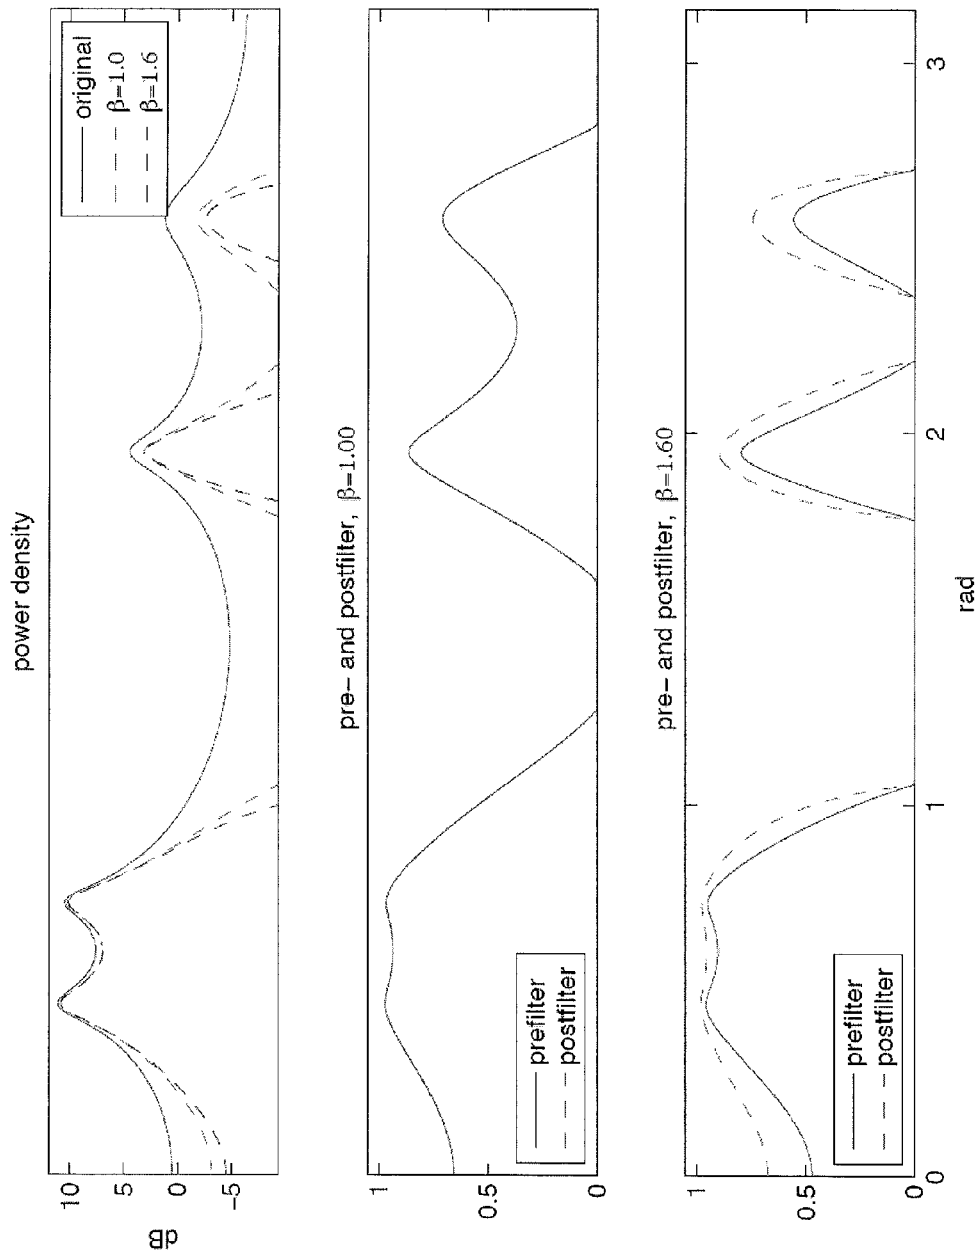 power density
dB
10
5
0
−5
original
β=1.0
β=1.6
pre− and postfilter, β=1.00
1
0.5
0
prefilter
postfilter
pre− and postfilter, β=1.60
1
0.5
0
prefilter
postfilter
0
1
2
3
rad